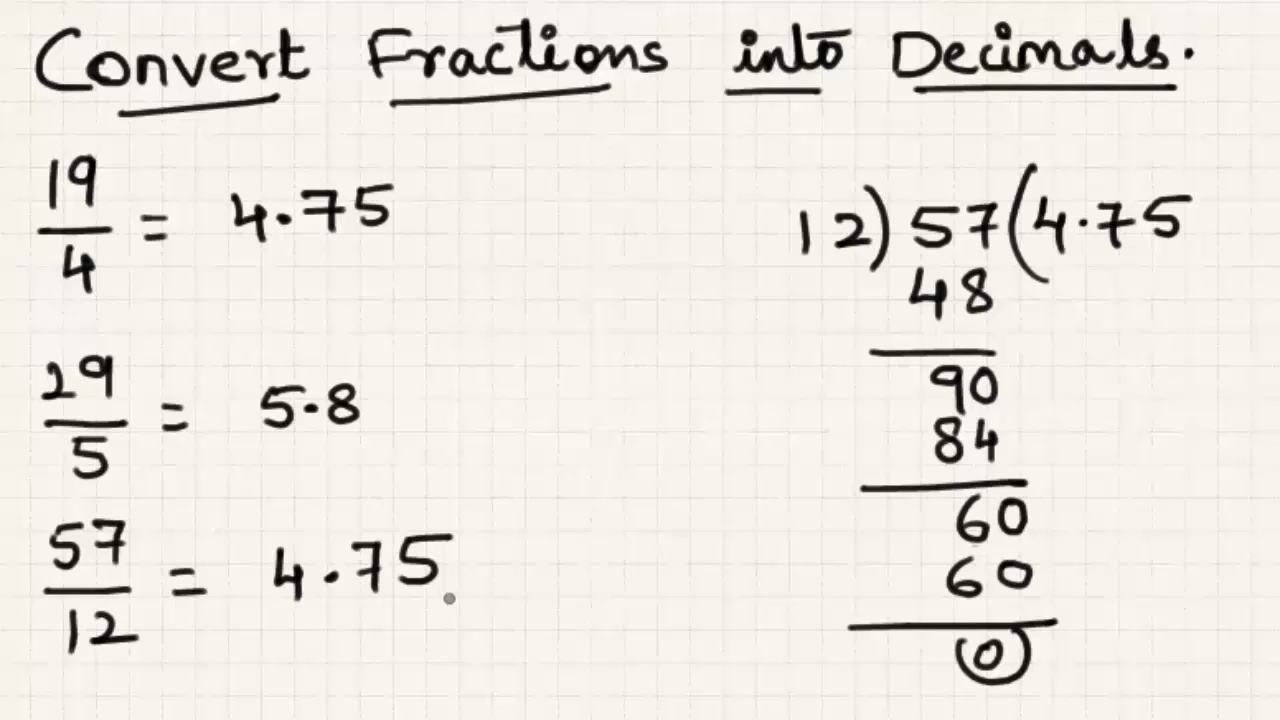 Convert Fractions into Decimals.
19/4 = 4.75
29/5 = 5.8
57/12 = 4.75
12)57(4.75
48
90
84
60
60
0